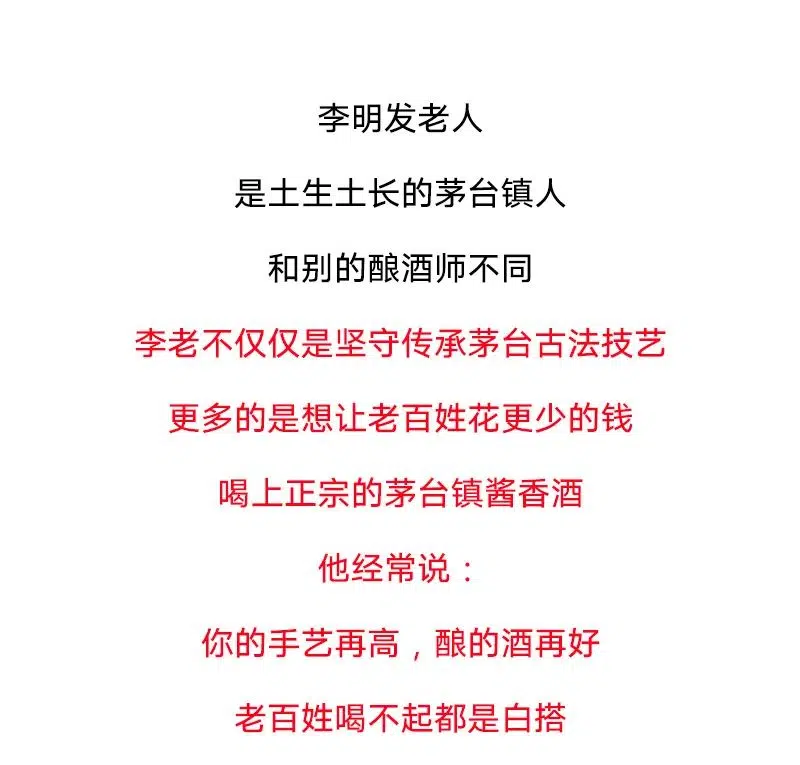 李明发老人
是土生土长的茅台镇人
和别的酿酒师不同
李老不仅仅是坚守传承茅台古法技艺
更多的是想让老百姓花更少的钱
喝上正宗的茅台镇酱香酒
他经常说：
你的手艺再高，酿的酒再好
老百姓喝不起都是白搭